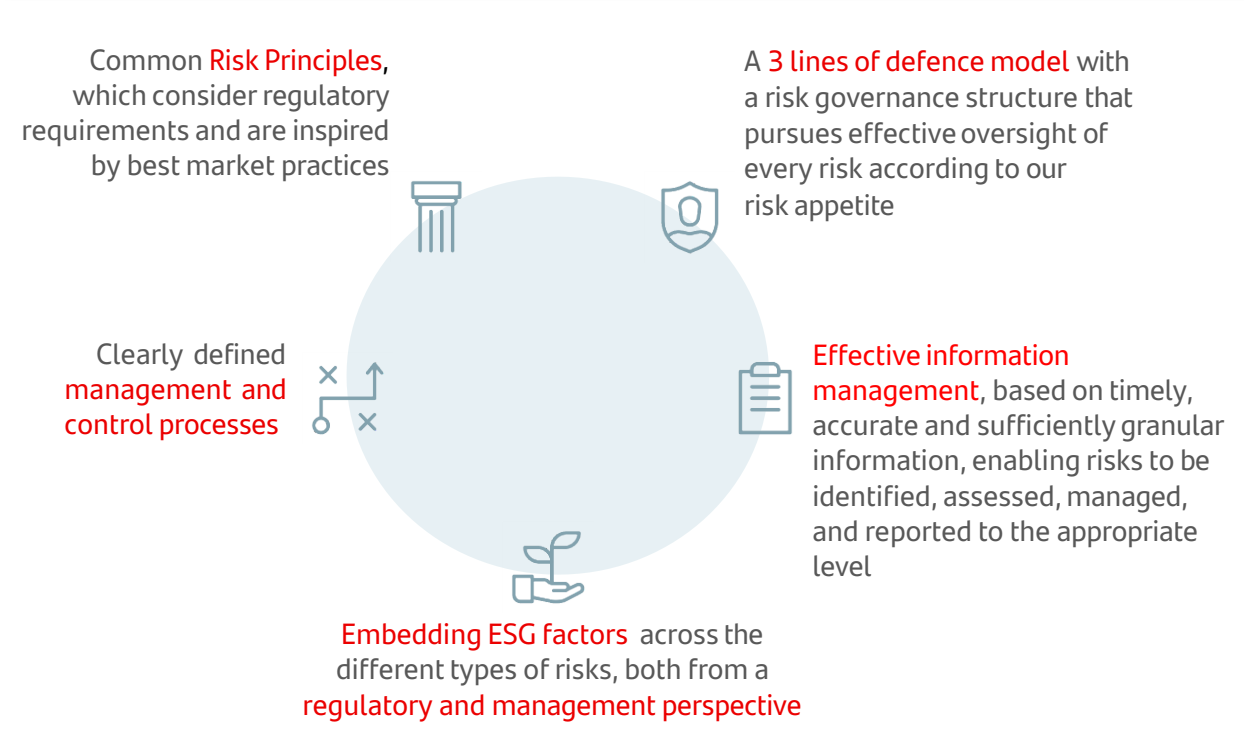 Common Risk Principles,
which consider regulatory
requirements and are inspired
by best market practices
A 3 lines of defence model with
a risk governance structure that
pursues effective oversight of
every risk according to our
risk appetite
Clearly defined
management and
control processes
Effective information
management, based on timely,
accurate and sufficiently granular
information, enabling risks to be
identified, assessed, managed,
and reported to the appropriate
level
Embedding ESG factors across the
different types of risks, both from a
regulatory and management perspective